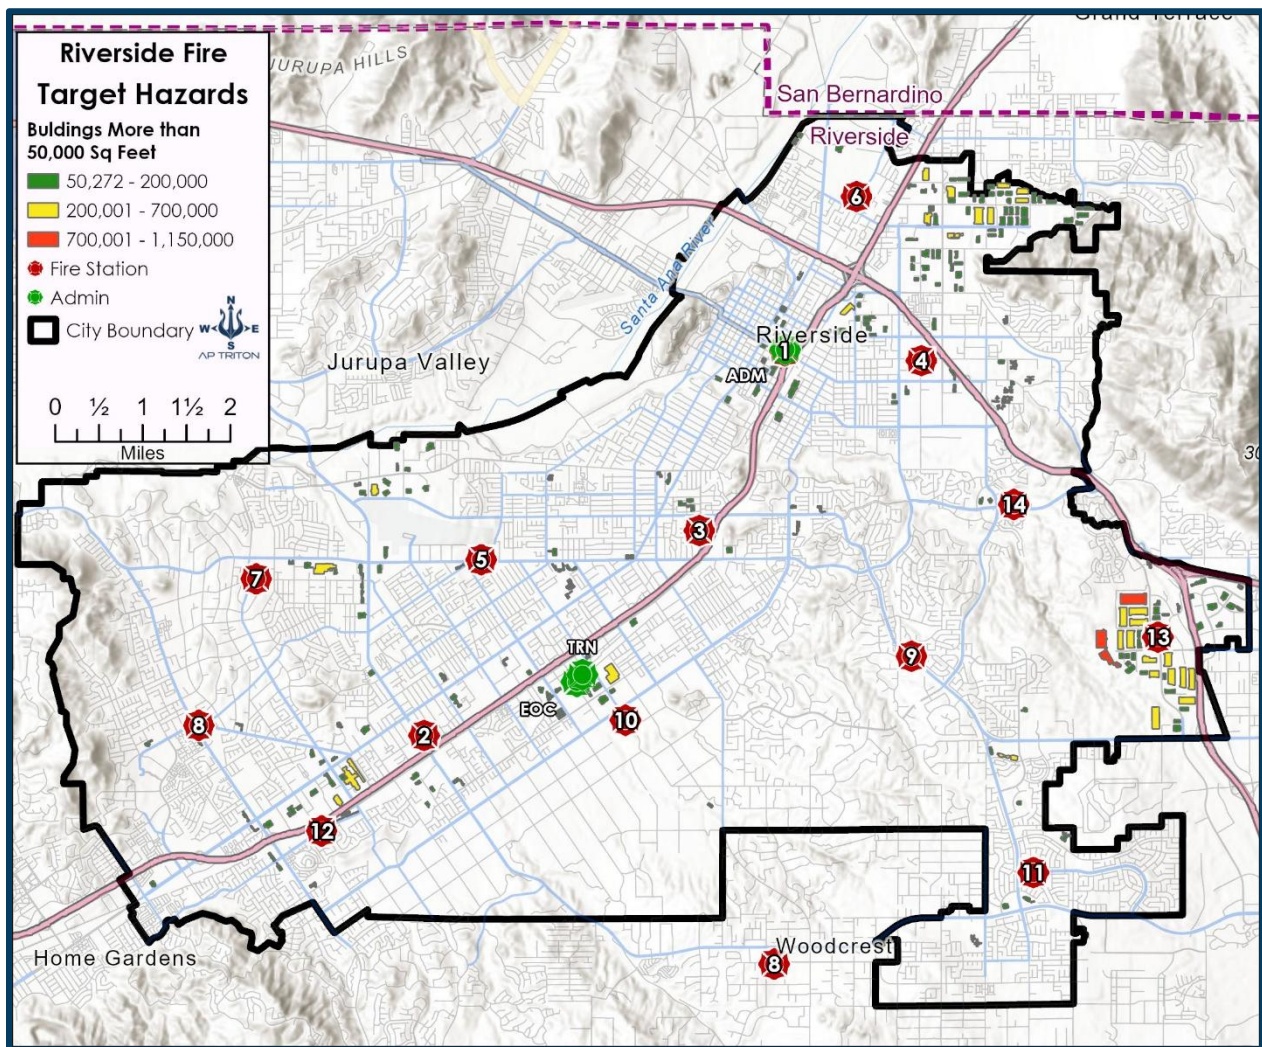 Grand Terrace
Riverside Fire
Target Hazards
Buldings More than
50,000 Sq Feet
50,272 - 200,000
200,001 - 700,000
700,001 - 1,150,000
Fire Station
Admin
City Boundary
N
W E
S
AP TRITON
0 ½ 1 1½ 2
Miles
JURUPA HILLS
San Bernardino
Riverside
6
Santa Ana River
Riverside
1
ADM
4
Jurupa Valley
30
14
3
5
7
13
TRN
9
EOC
10
8
2
12
11
Home Gardens
8
Woodcrest